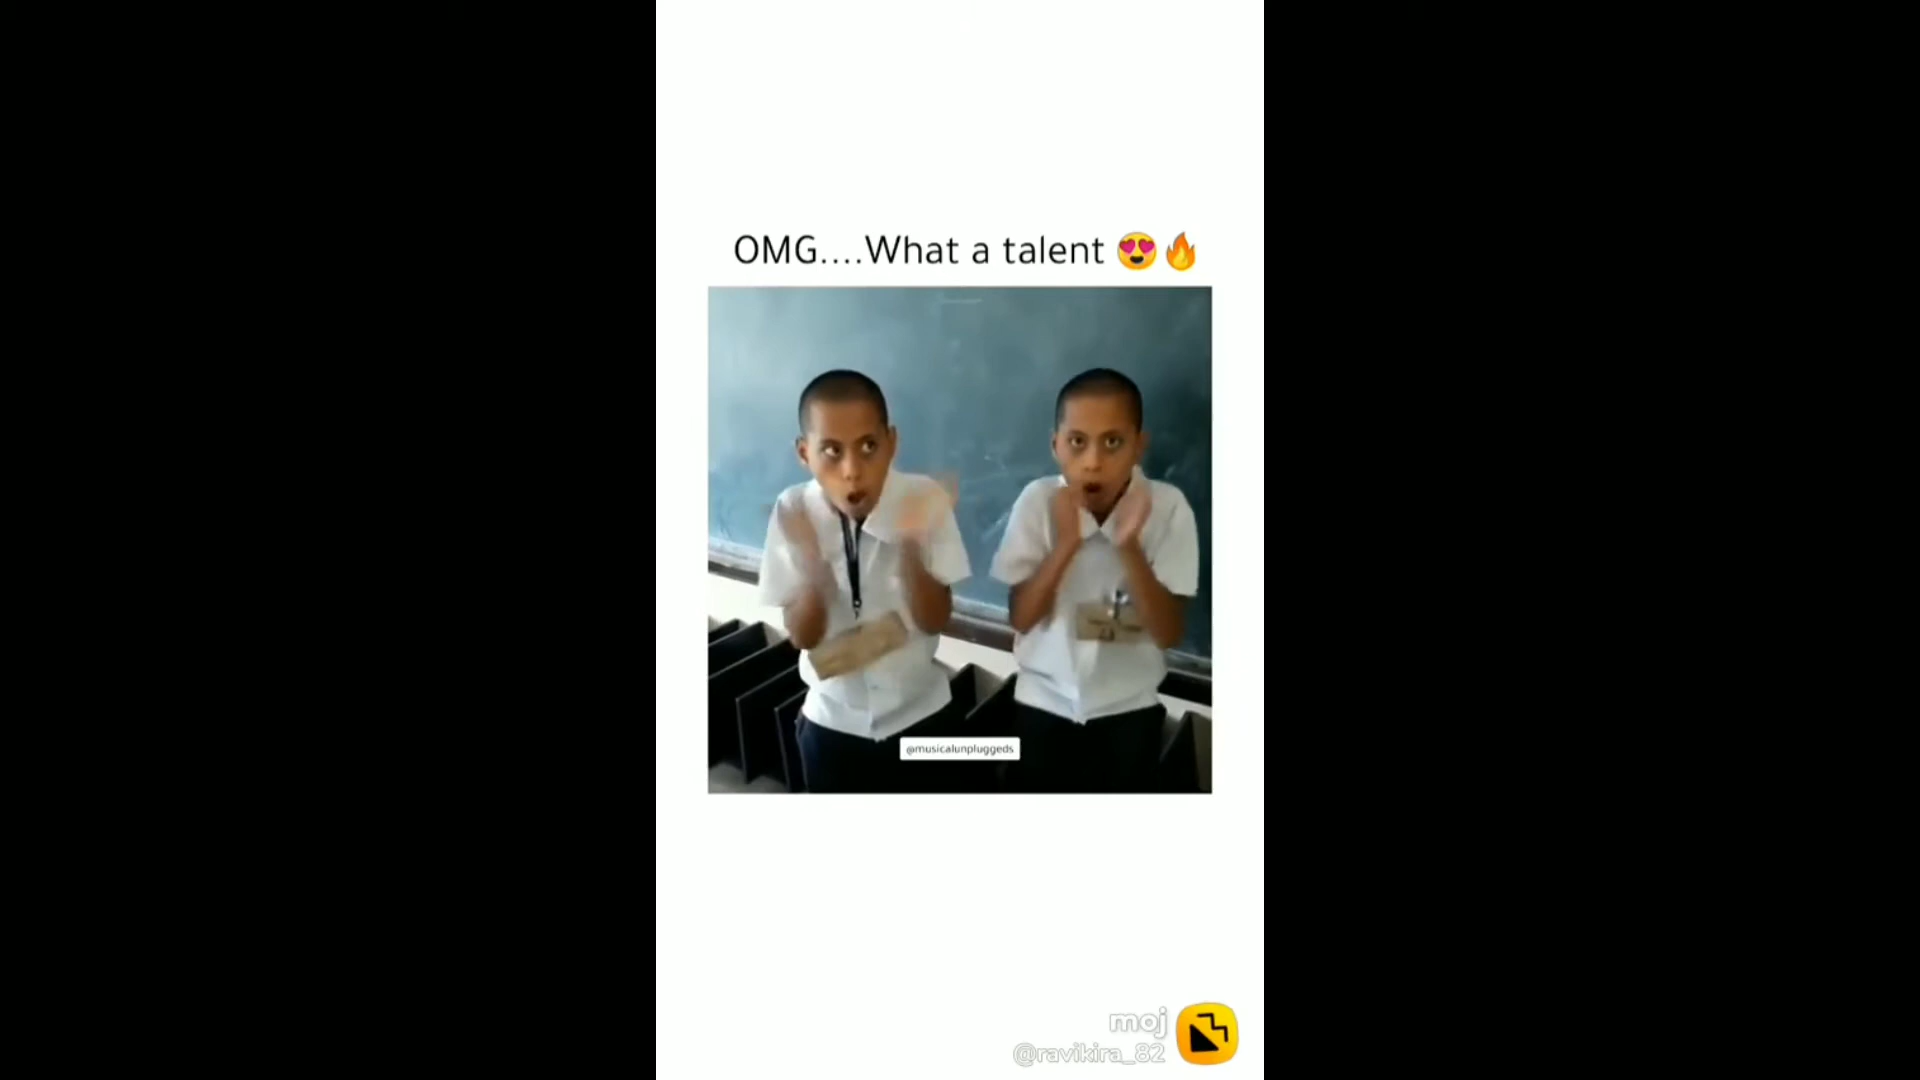 OMG....What a talent 😍🔥
@musicalunpluggeds
moj
@ravikira_82